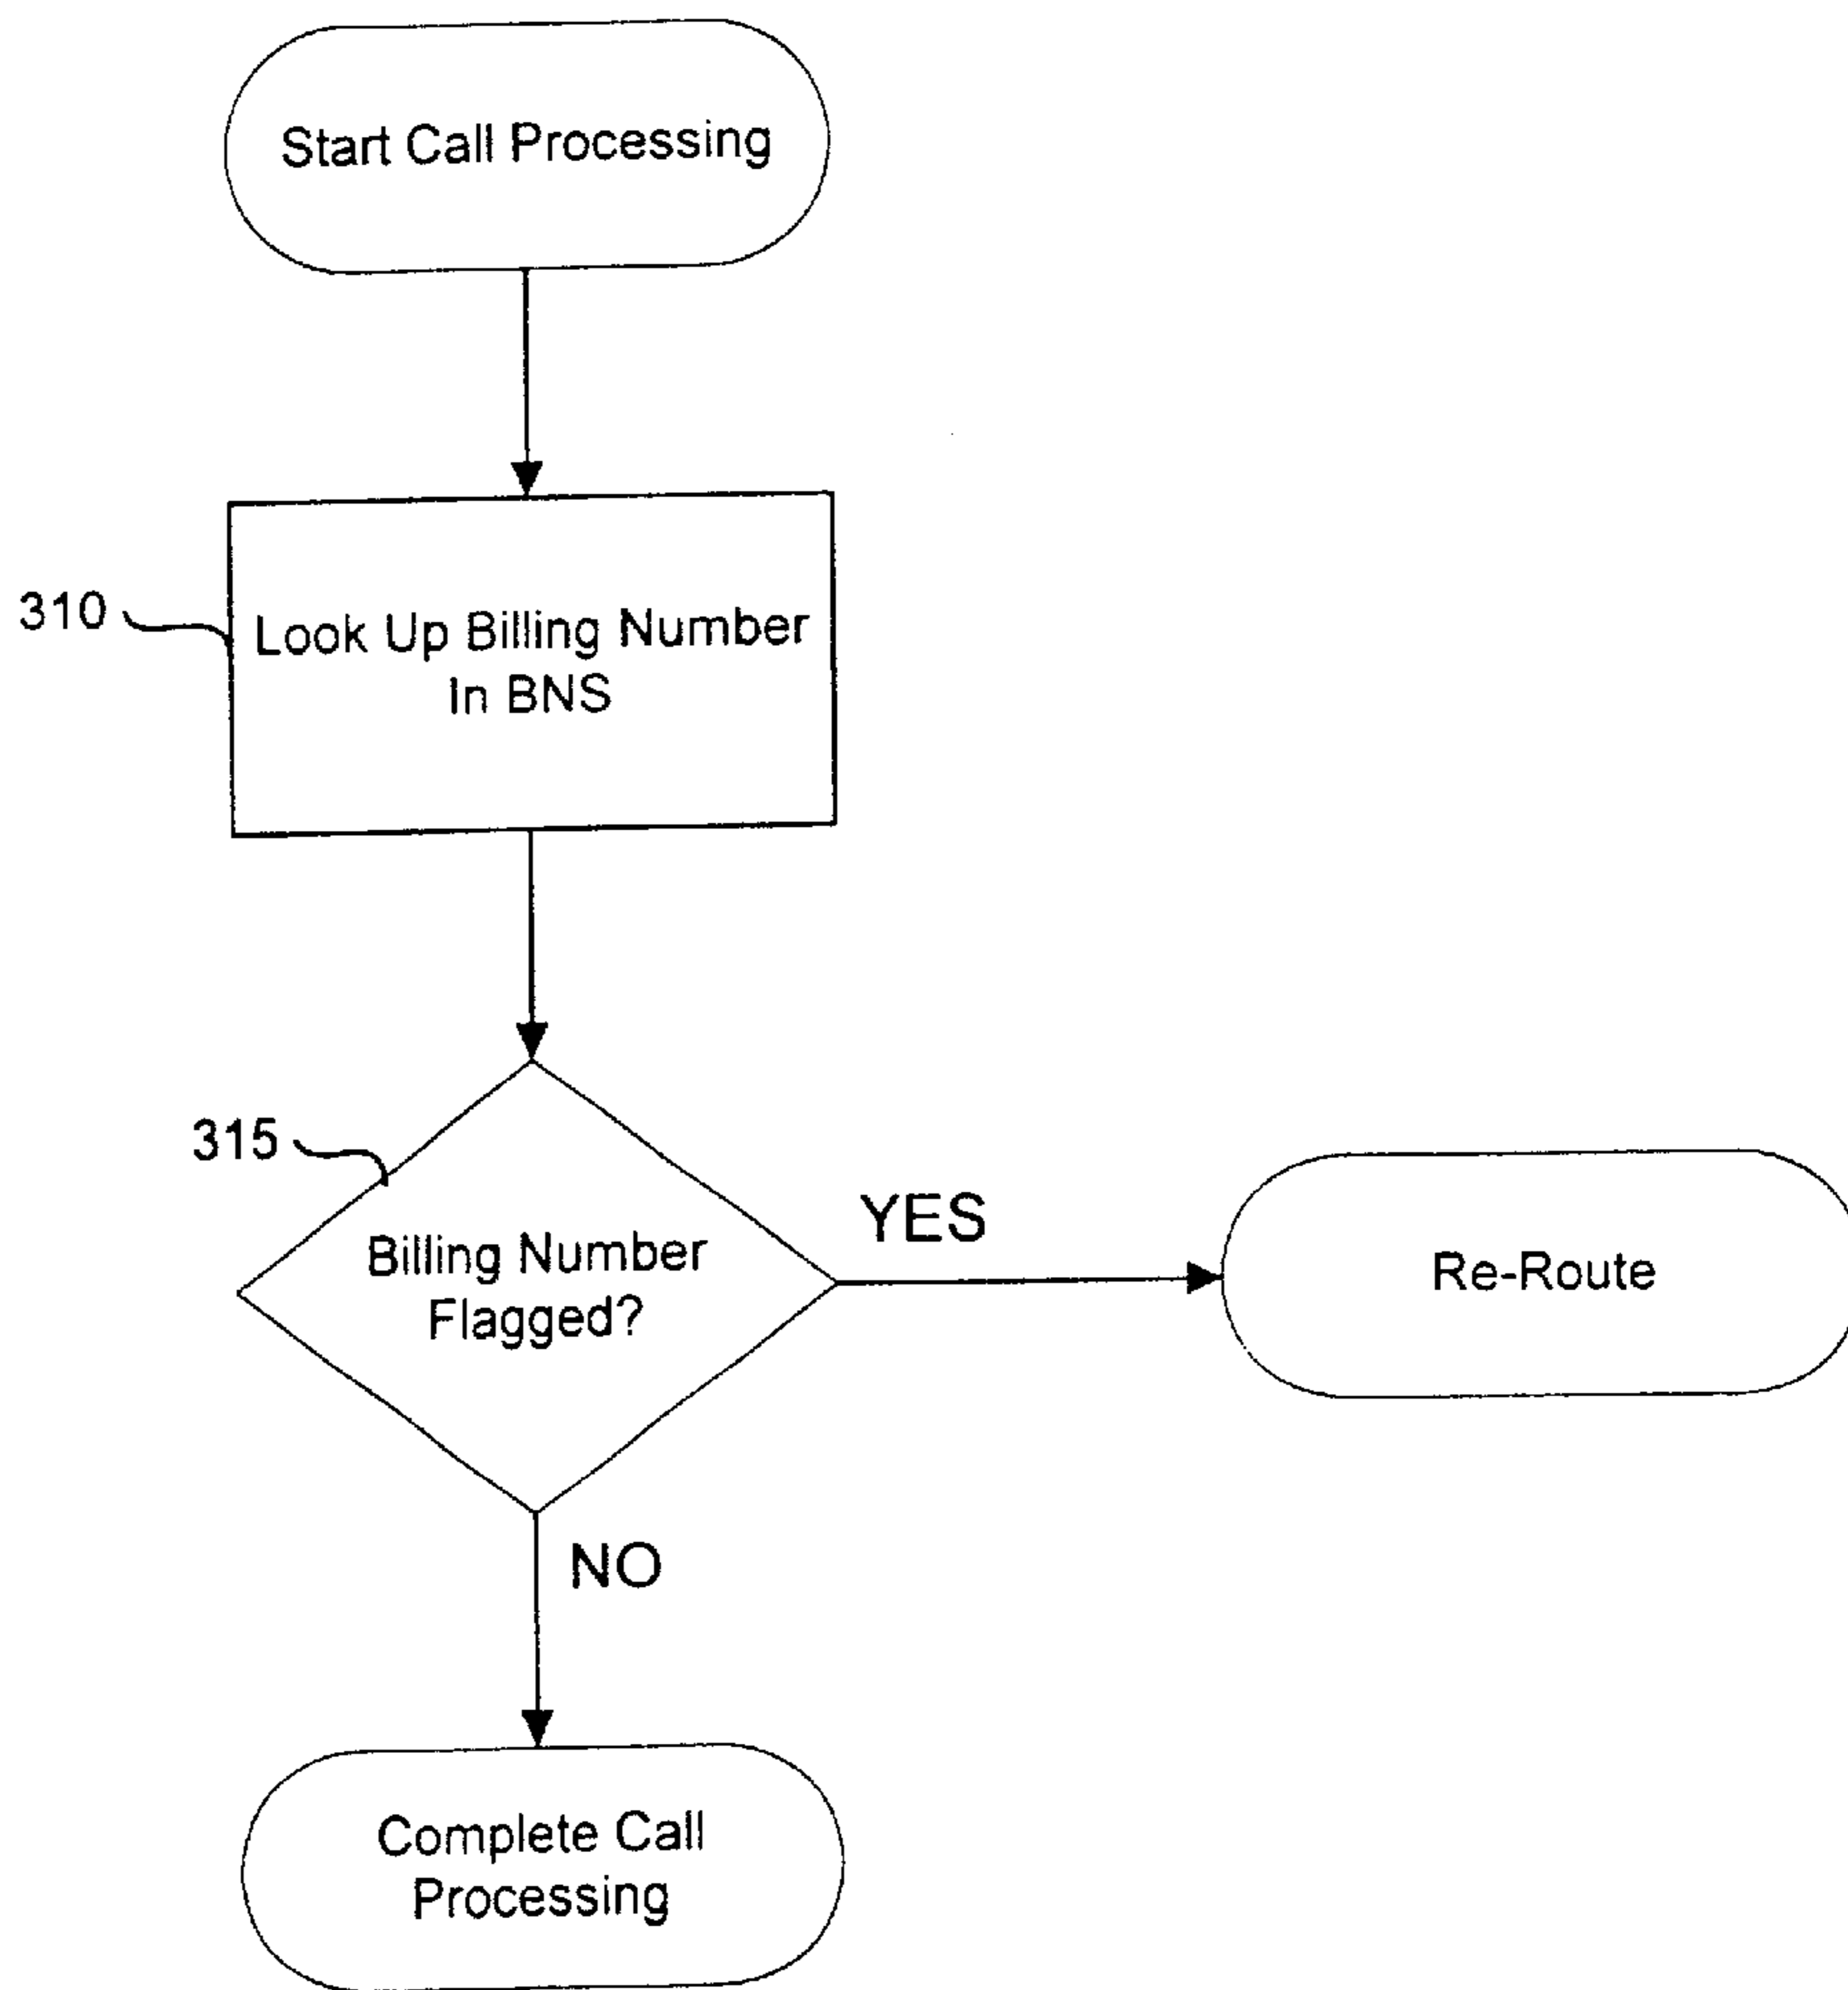 Start Call Processing
310
Look Up Billing Number
In BNS
315
Billing Number
Flagged?
YES
Re-Route
NO
Complete Call
Processing